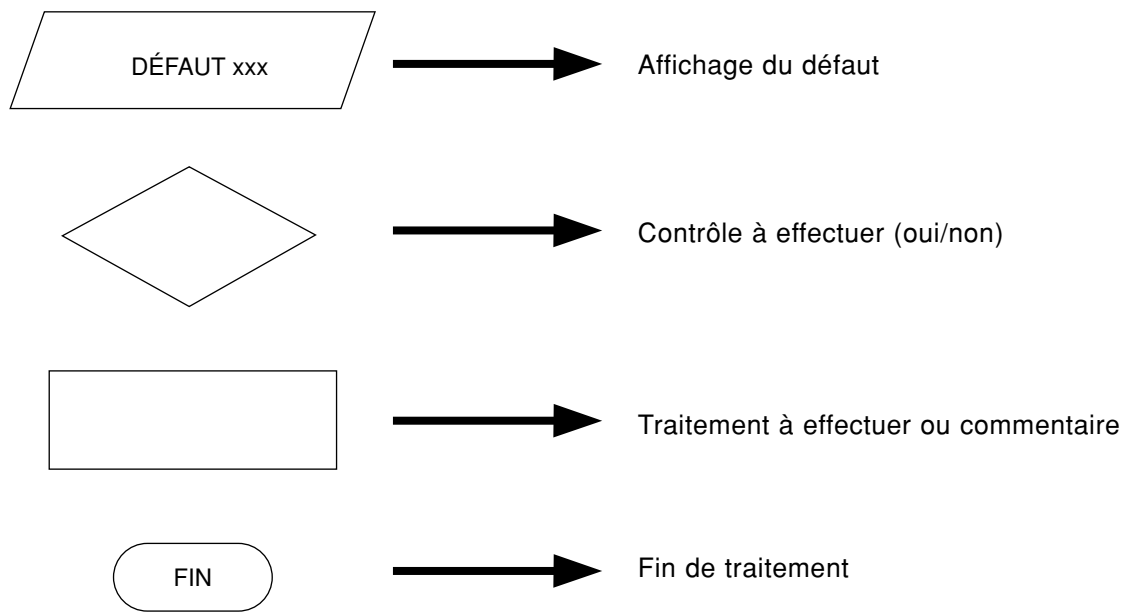 DÉFAUT xxx
Affichage du défaut
Contrôle à effectuer (oui/non)
Traitement à effectuer ou commentaire
FIN
Fin de traitement